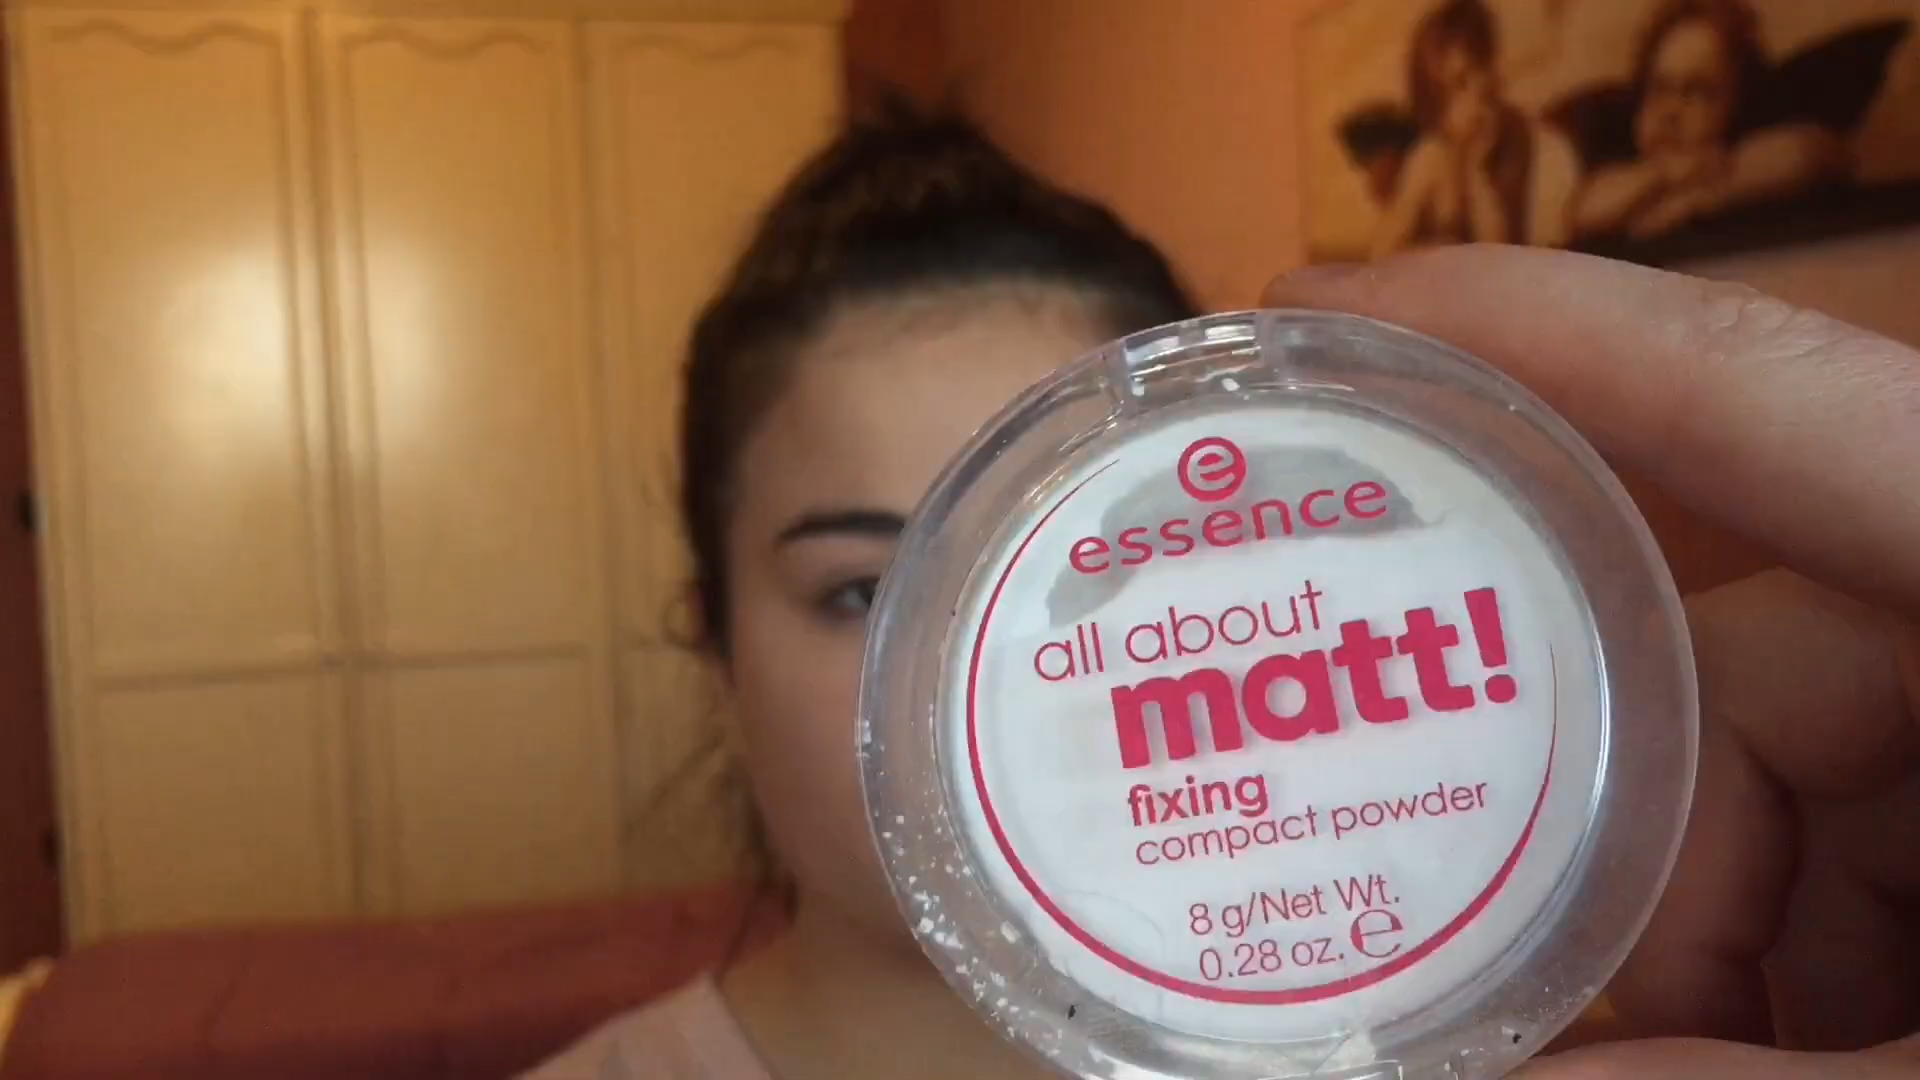 e
essence
all about
matt!
fixing
compact powder
8 g/Net Wt.
0.28 oz. ℮